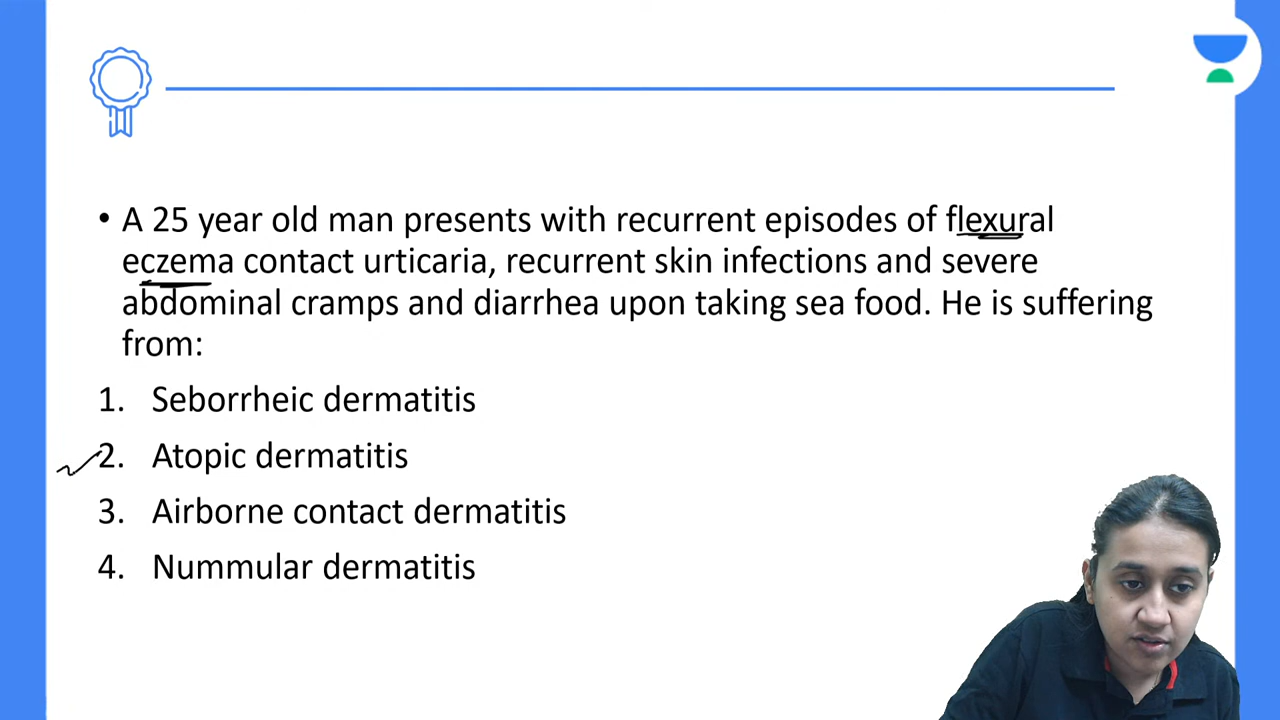 • A 25 year old man presents with recurrent episodes of flexural
eczema contact urticaria, recurrent skin infections and severe
abdominal cramps and diarrhea upon taking sea food. He is suffering
from:
1. Seborrheic dermatitis
2. Atopic dermatitis
3. Airborne contact dermatitis
4. Nummular dermatitis